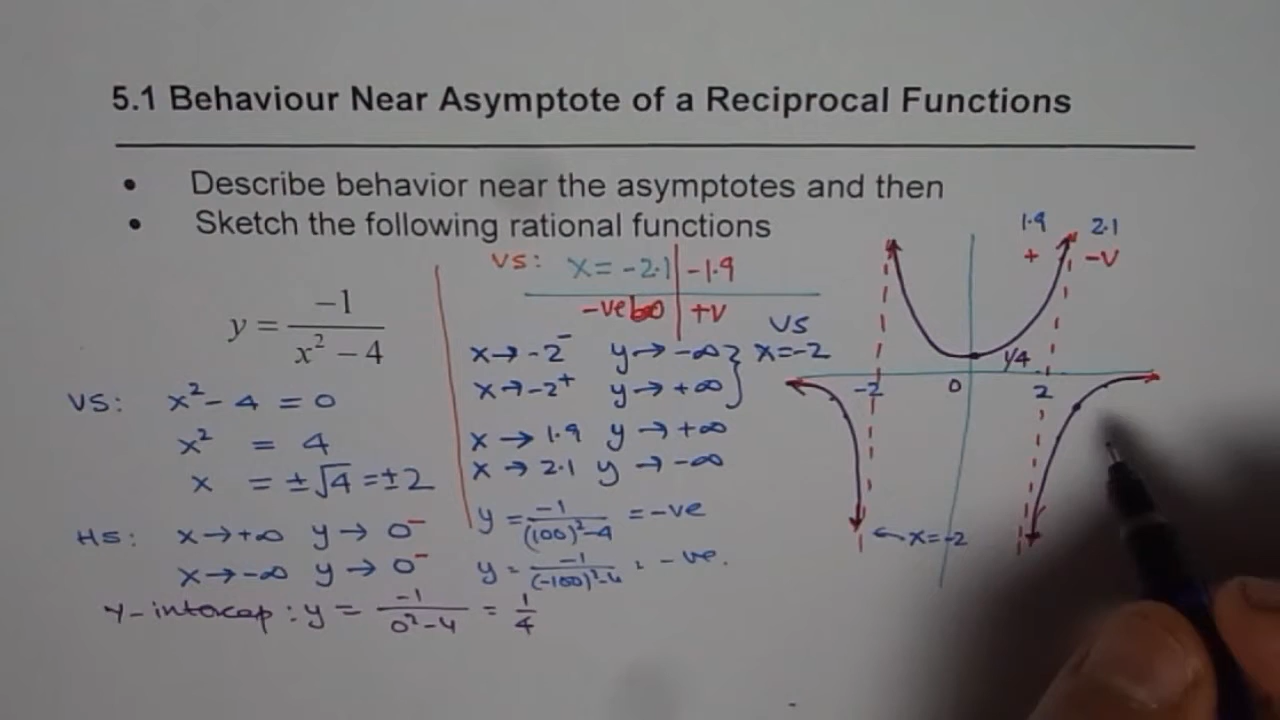 5.1 Behaviour Near Asymptote of a Reciprocal Functions
• Describe behavior near the asymptotes and then
• Sketch the following rational functions
y = -1 / (x² - 4)
VS: x² - 4 = 0
x² = 4
x = ±√4 = ±2
HS: x → +∞ y → 0⁻
x → -∞ y → 0⁻
Y-intercep: y = -1 / (0² - 4) = 1/4
VS: x = -2.1 | -1.9
-ve | +v
x → -2⁻ y → -∞ } VS
x → -2⁺ y → +∞ } x = -2
x → 1.9 y → +∞
x → 2.1 y → -∞
y = -1 / ((100)² - 4) = -ve
y = -1 / ((-100)² - 4) = -ve.
1.9 2.1
+ -v
1/4
-2 0 2
← x = -2